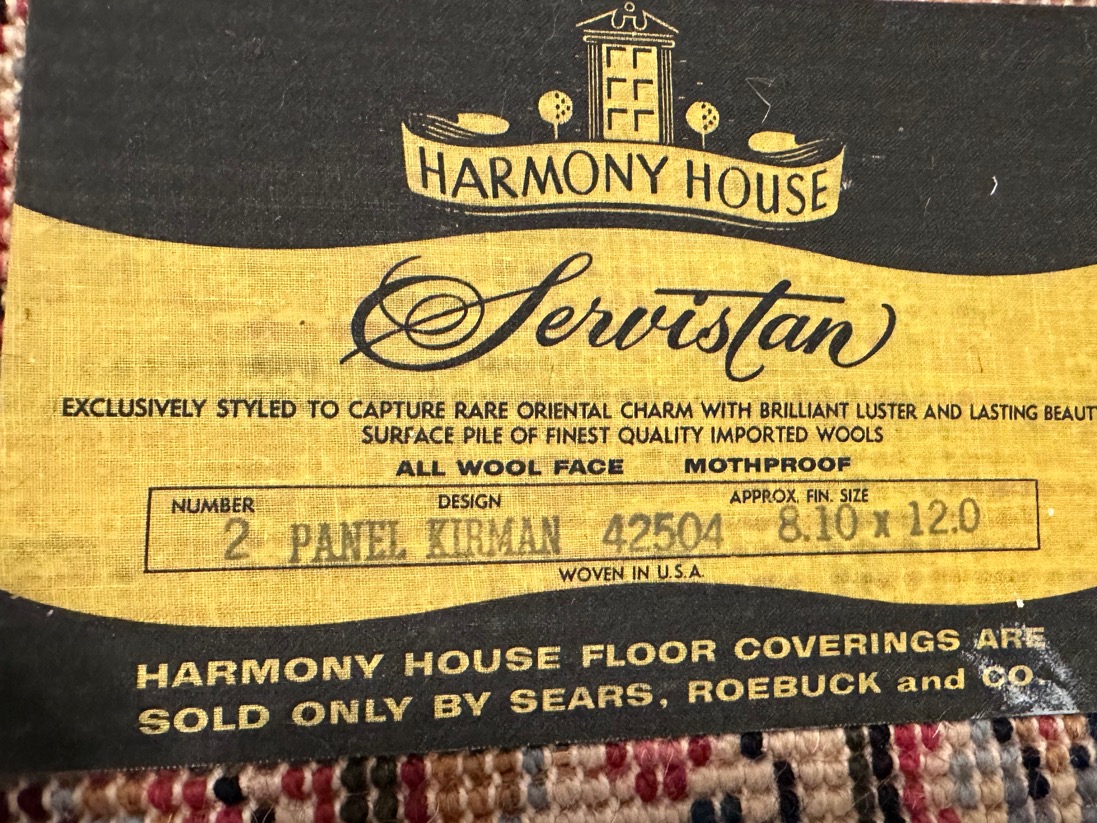 HARMONY HOUSE
Servistan
EXCLUSIVELY STYLED TO CAPTURE RARE ORIENTAL CHARM WITH BRILLIANT LUSTER AND LASTING BEAUT
SURFACE PILE OF FINEST QUALITY IMPORTED WOOLS
ALL WOOL FACE MOTHPROOF
NUMBER DESIGN APPROX. FIN. SIZE
2 PANEL KIRMAN 42504 8.10 x 12.0
WOVEN IN U.S.A.
HARMONY HOUSE FLOOR COVERINGS ARE
SOLD ONLY BY SEARS, ROEBUCK and CO.